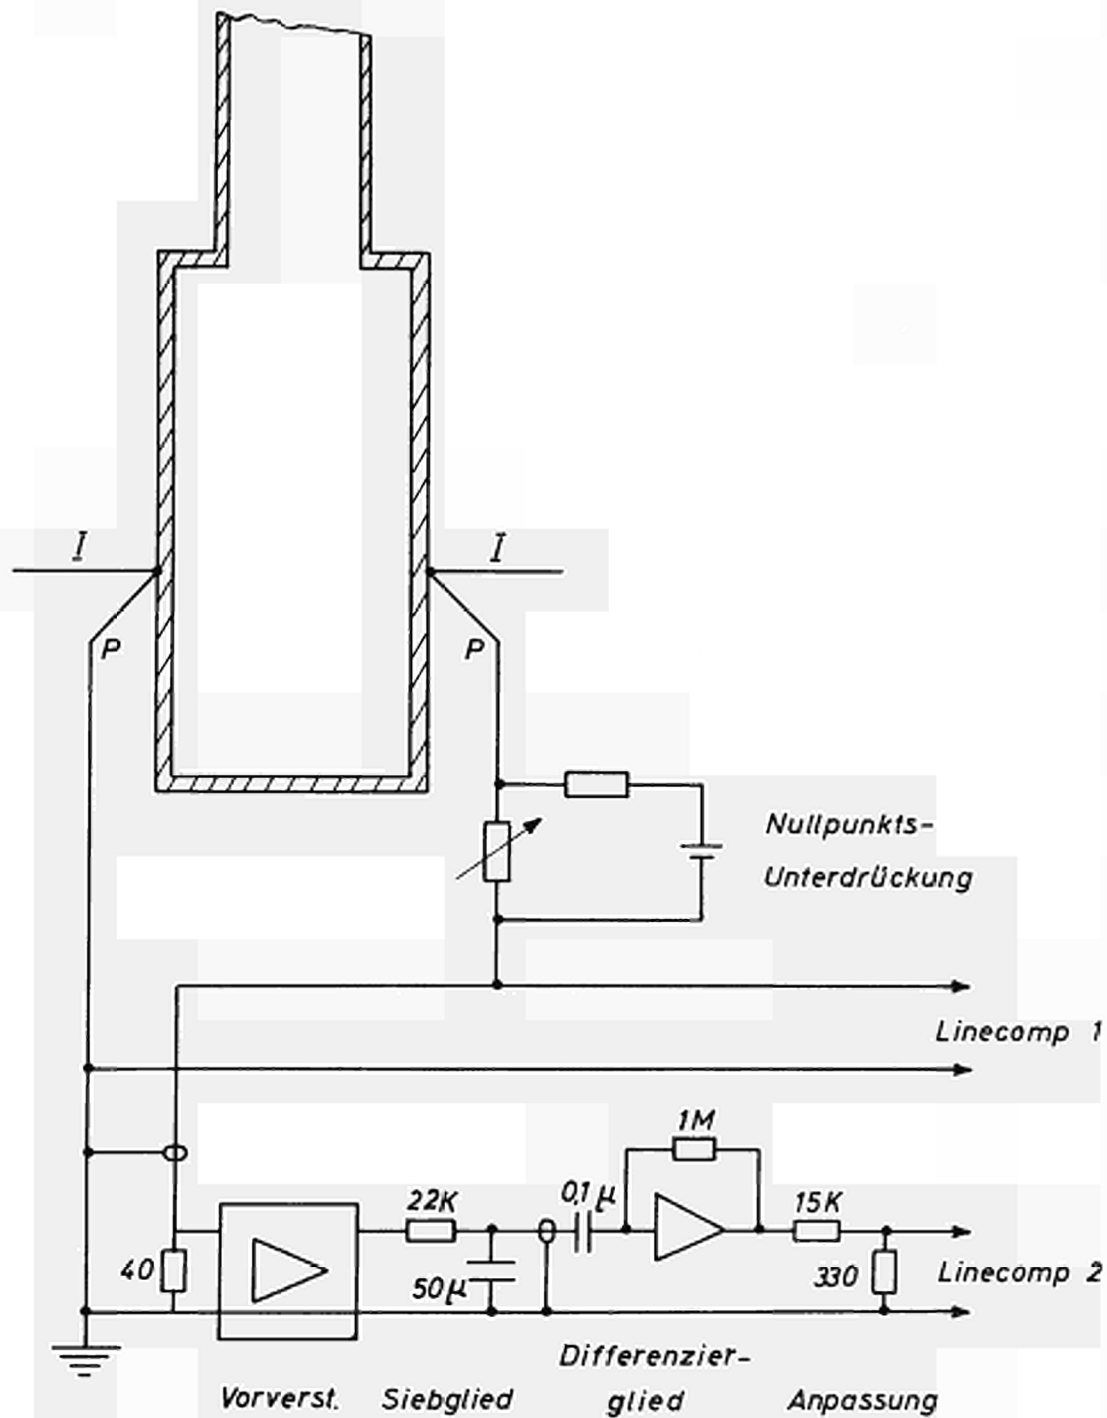 I
I
P
P
Nullpunkts-
Unterdrückung
Linecomp 1
1M
22K
0,1µ
15K
40
50µ
330
Linecomp 2
Differenzier-
Vorverst.
Siebglied
glied
Anpassung